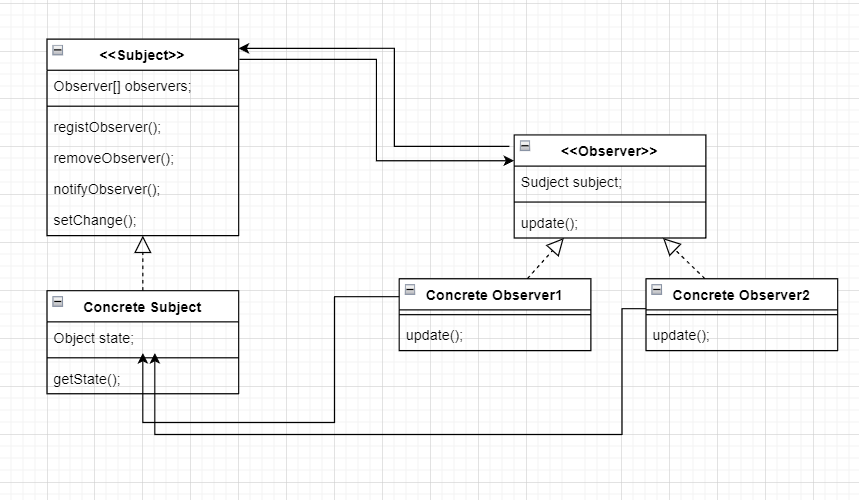 <<Subject>>
Observer[] observers;
registObserver();
removeObserver();
notifyObserver();
setChange();
<<Observer>>
Sudject subject;
update();
Concrete Subject
Object state;
getState();
Concrete Observer1
update();
Concrete Observer2
update();